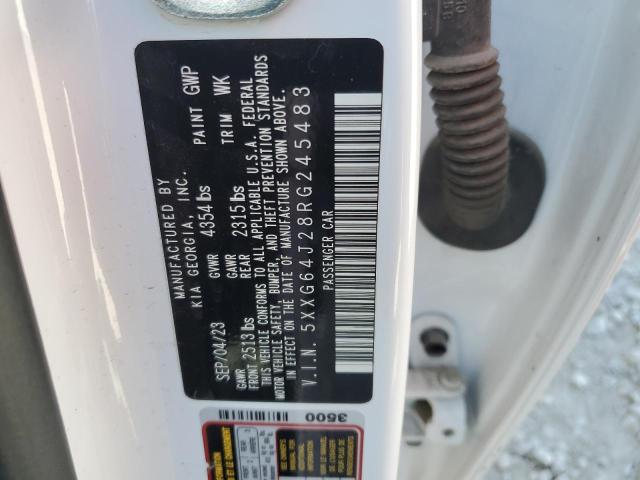 MANUFACTURED BY
KIA GEORGIA, INC.
SEP/04/23 GVWR 4354lbs PAINT GWP
GAWR FRONT 2513lbs GAWR REAR 2315lbs TRIM WK
THIS VEHICLE CONFORMS TO ALL APPLICABLE U.S.A. FEDERAL
MOTOR VEHICLE SAFETY, BUMPER, AND THEFT PREVENTION STANDARDS
IN EFFECT ON THE DATE OF MANUFACTURE SHOWN ABOVE.
V.I.N. 5XXG64J28RG245483
PASSENGER CAR
3500